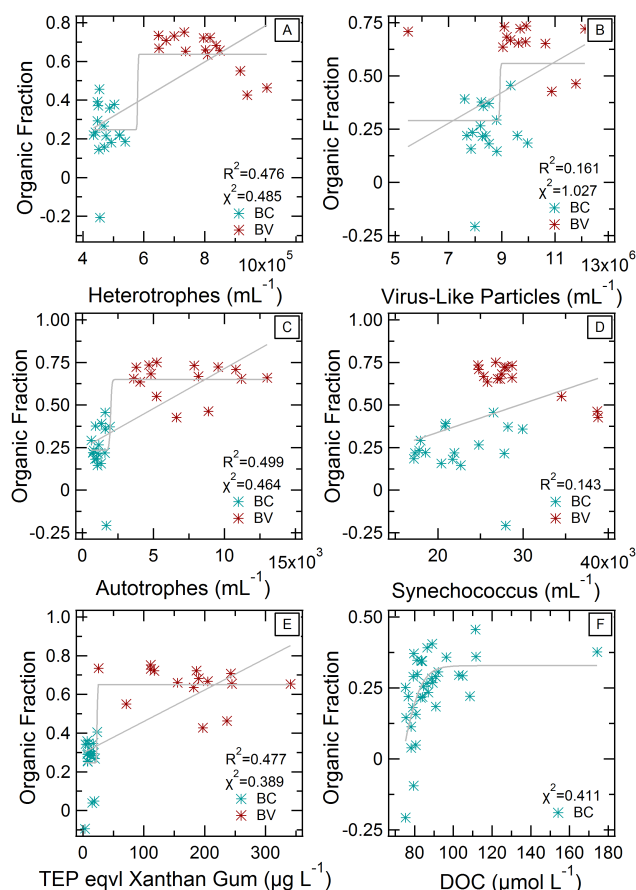 A
Organic Fraction
0.8
0.6
0.4
0.2
0
-0.2
R²=0.476
χ²=0.485
BC
BV
4 6 8 10x10⁵
Heterotrophes (mL⁻¹)
B
Organic Fraction
0.75
0.50
0.25
0
-0.25
R²=0.161
χ²=1.027
BC
BV
5 7 9 11 13x10⁶
Virus-Like Particles (mL⁻¹)
C
Organic Fraction
1.00
0.75
0.50
0.25
0
-0.25
R²=0.499
χ²=0.464
BC
BV
0 5 10 15x10³
Autotrophes (mL⁻¹)
D
Organic Fraction
1.00
0.75
0.50
0.25
0
-0.25
R²=0.143
BC
BV
20 30 40x10³
Synechococcus (mL⁻¹)
E
Organic Fraction
1.0
0.8
0.6
0.4
0.2
0
R²=0.477
χ²=0.389
BC
BV
0 100 200 300
TEP eqvl Xanthan Gum (µg L⁻¹)
F
Organic Fraction
0.50
0.25
0
-0.25
χ²=0.411
BC
80 100 120 140 160 180
DOC (µmol L⁻¹)